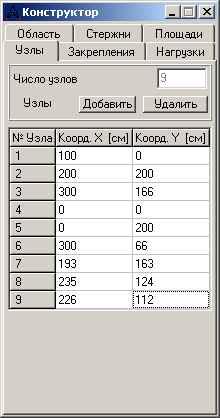 Конструктор
Область Стержни Площади
Узлы Закрепления Нагрузки
Число узлов 9
Узлы Добавить Удалить
№ Узла Коорд. X [см] Коорд. Y [см]
1 100 0
2 200 200
3 300 166
4 0 0
5 0 200
6 300 66
7 193 163
8 235 124
9 226 112